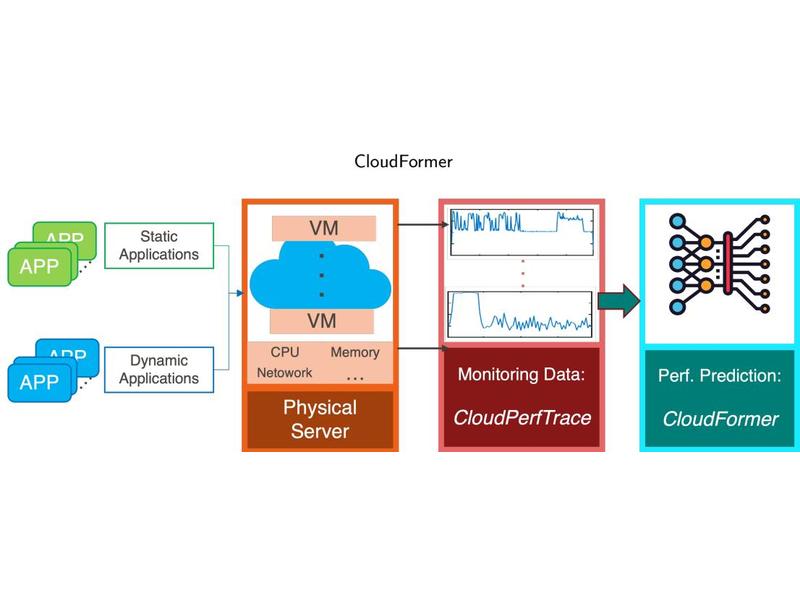 CloudFormer
APP
APP
Static
Applications
APP
APP
Dynamic
Applications
VM
VM
CPU Memory
Netowork ...
Physical
Server
Monitoring Data:
CloudPerfTrace
Perf. Prediction:
CloudFormer